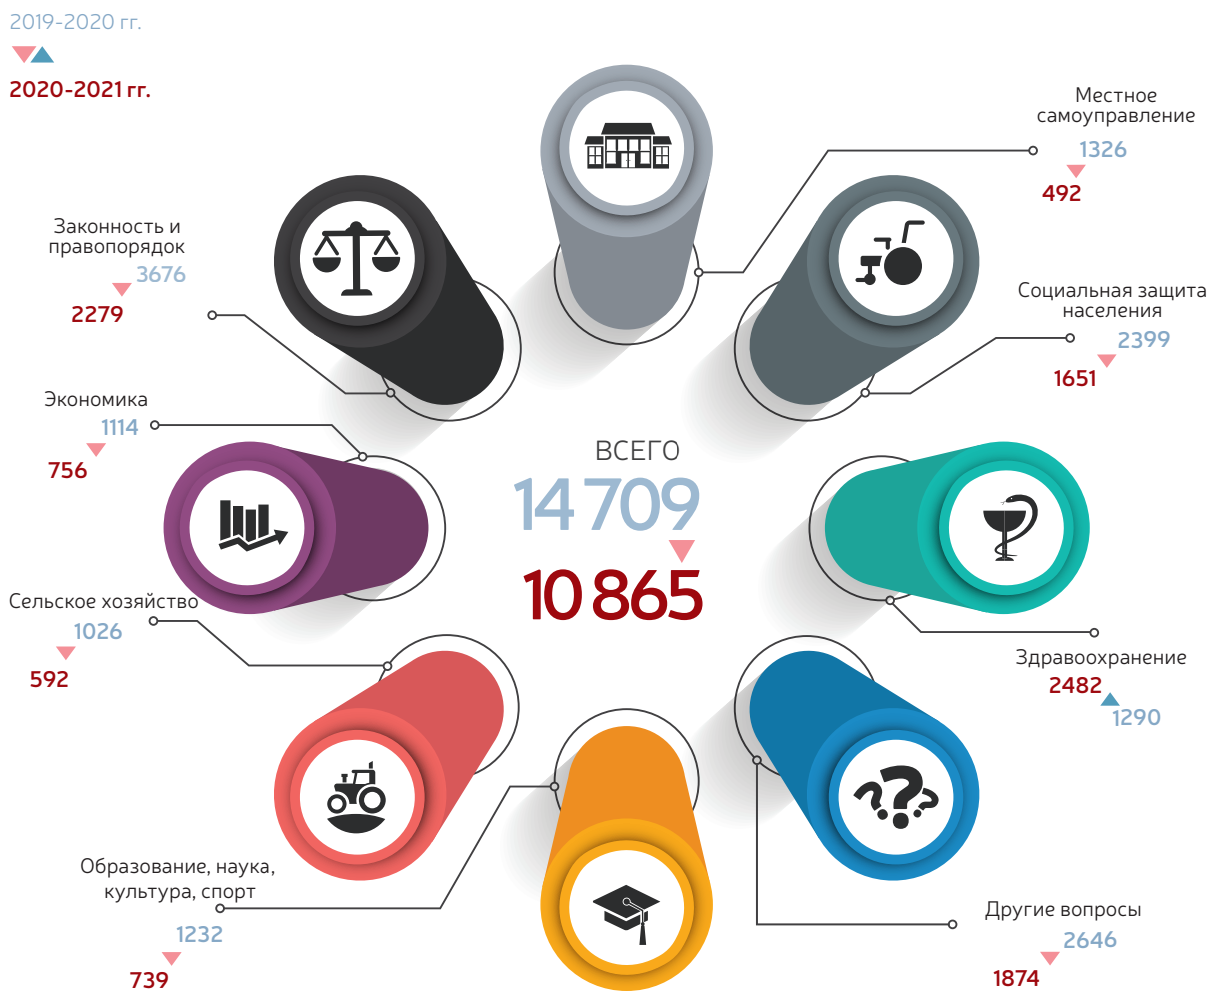 2019-2020 гг.
2020-2021 гг.
Местное
самоуправление
1326
492
Законность и
правопорядок
3676
2279
Социальная защита
населения
2399
1651
Экономика
1114
756
ВСЕГО
14 709
10 865
Сельское хозяйство
1026
592
Здравоохранение
2482
1290
Образование, наука,
культура, спорт
1232
739
Другие вопросы
2646
1874